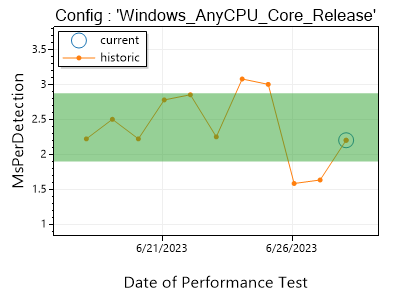 Config : 'Windows_AnyCPU_Core_Release'
current
historic
3.5
3
2.5
2
1.5
1
MsPerDetection
6/21/2023
6/26/2023
Date of Performance Test